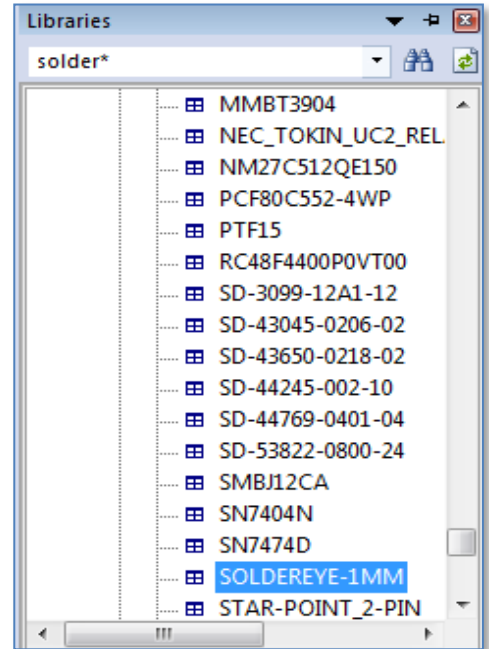 Libraries
solder*
MMBT3904
NEC_TOKIN_UC2_REL
NM27C512QE150
PCF80C552-4WP
PTF15
RC48F4400P0VT00
SD-3099-12A1-12
SD-43045-0206-02
SD-43650-0218-02
SD-44245-002-10
SD-44769-0401-04
SD-53822-0800-24
SMBJ12CA
SN7404N
SN7474D
SOLDEREYE-1MM
STAR-POINT_2-PIN